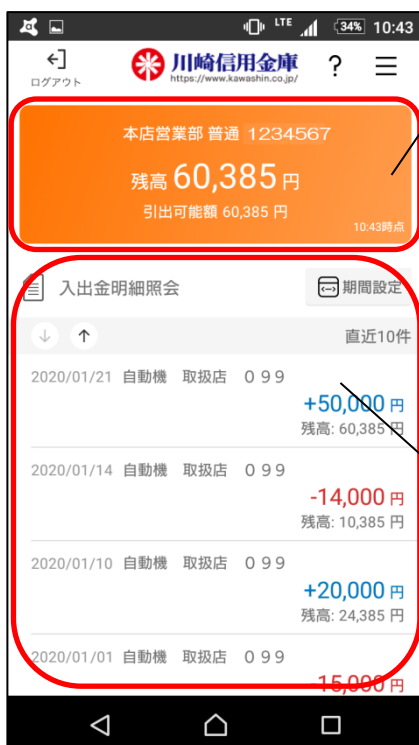 LTE 34% 10:43
ログアウト
川崎信用金庫
https://www.kawashin.co.jp/
?
本店営業部 普通 1234567
残高 60,385 円
引出可能額 60,385 円
10:43時点
入出金明細照会 期間設定
直近10件
2020/01/21 自動機 取扱店 099
+50,000 円
残高: 60,385 円
2020/01/14 自動機 取扱店 099
-14,000 円
残高: 10,385 円
2020/01/10 自動機 取扱店 099
+20,000 円
残高: 24,385 円
2020/01/01 自動機 取扱店 099
-15,000 円